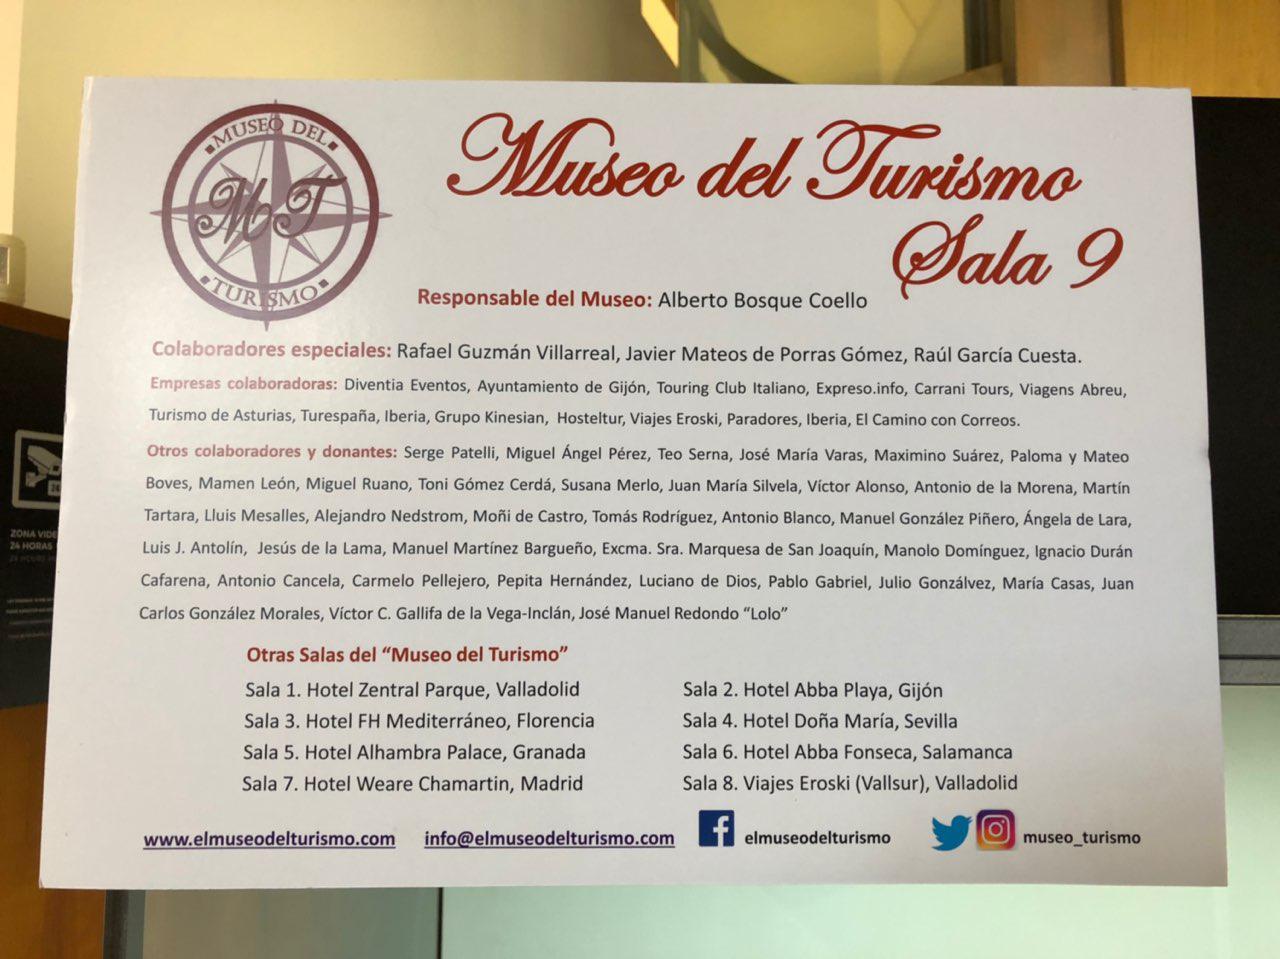 MUSEO DEL
MT
TURISMO
Museo del Turismo
Sala 9
Responsable del Museo: Alberto Bosque Coello
Colaboradores especiales: Rafael Guzmán Villarreal, Javier Mateos de Porras Gómez, Raúl García Cuesta.
Empresas colaboradoras: Diventia Eventos, Ayuntamiento de Gijón, Touring Club Italiano, Expreso.info, Carrani Tours, Viagens Abreu,
Turismo de Asturias, Turespaña, Iberia, Grupo Kinesian, Hosteltur, Viajes Eroski, Paradores, Iberia, El Camino con Correos.
Otros colaboradores y donantes: Serge Patelli, Miguel Ángel Pérez, Teo Serna, José María Varas, Maximino Suárez, Paloma y Mateo
Boves, Mamen León, Miguel Ruano, Toni Gómez Cerdá, Susana Merlo, Juan María Silvela, Víctor Alonso, Antonio de la Morena, Martín
Tartara, Lluis Mesalles, Alejandro Nedstrom, Moñi de Castro, Tomás Rodríguez, Antonio Blanco, Manuel González Piñero, Ángela de Lara,
Luis J. Antolín, Jesús de la Lama, Manuel Martínez Bargueño, Excma. Sra. Marquesa de San Joaquín, Manolo Domínguez, Ignacio Durán
Cafarena, Antonio Cancela, Carmelo Pellejero, Pepita Hernández, Luciano de Dios, Pablo Gabriel, Julio Gonzálvez, María Casas, Juan
Carlos González Morales, Víctor C. Gallifa de la Vega-Inclán, José Manuel Redondo “Lolo”
Otras Salas del “Museo del Turismo”
Sala 1. Hotel Zentral Parque, Valladolid
Sala 2. Hotel Abba Playa, Gijón
Sala 3. Hotel FH Mediterráneo, Florencia
Sala 4. Hotel Doña María, Sevilla
Sala 5. Hotel Alhambra Palace, Granada
Sala 6. Hotel Abba Fonseca, Salamanca
Sala 7. Hotel Weare Chamartin, Madrid
Sala 8. Viajes Eroski (Vallsur), Valladolid
www.elmuseodelturismo.com info@elmuseodelturismo.com elmuseodelturismo museo_turismo
ZONA VIDE
24 HORAS